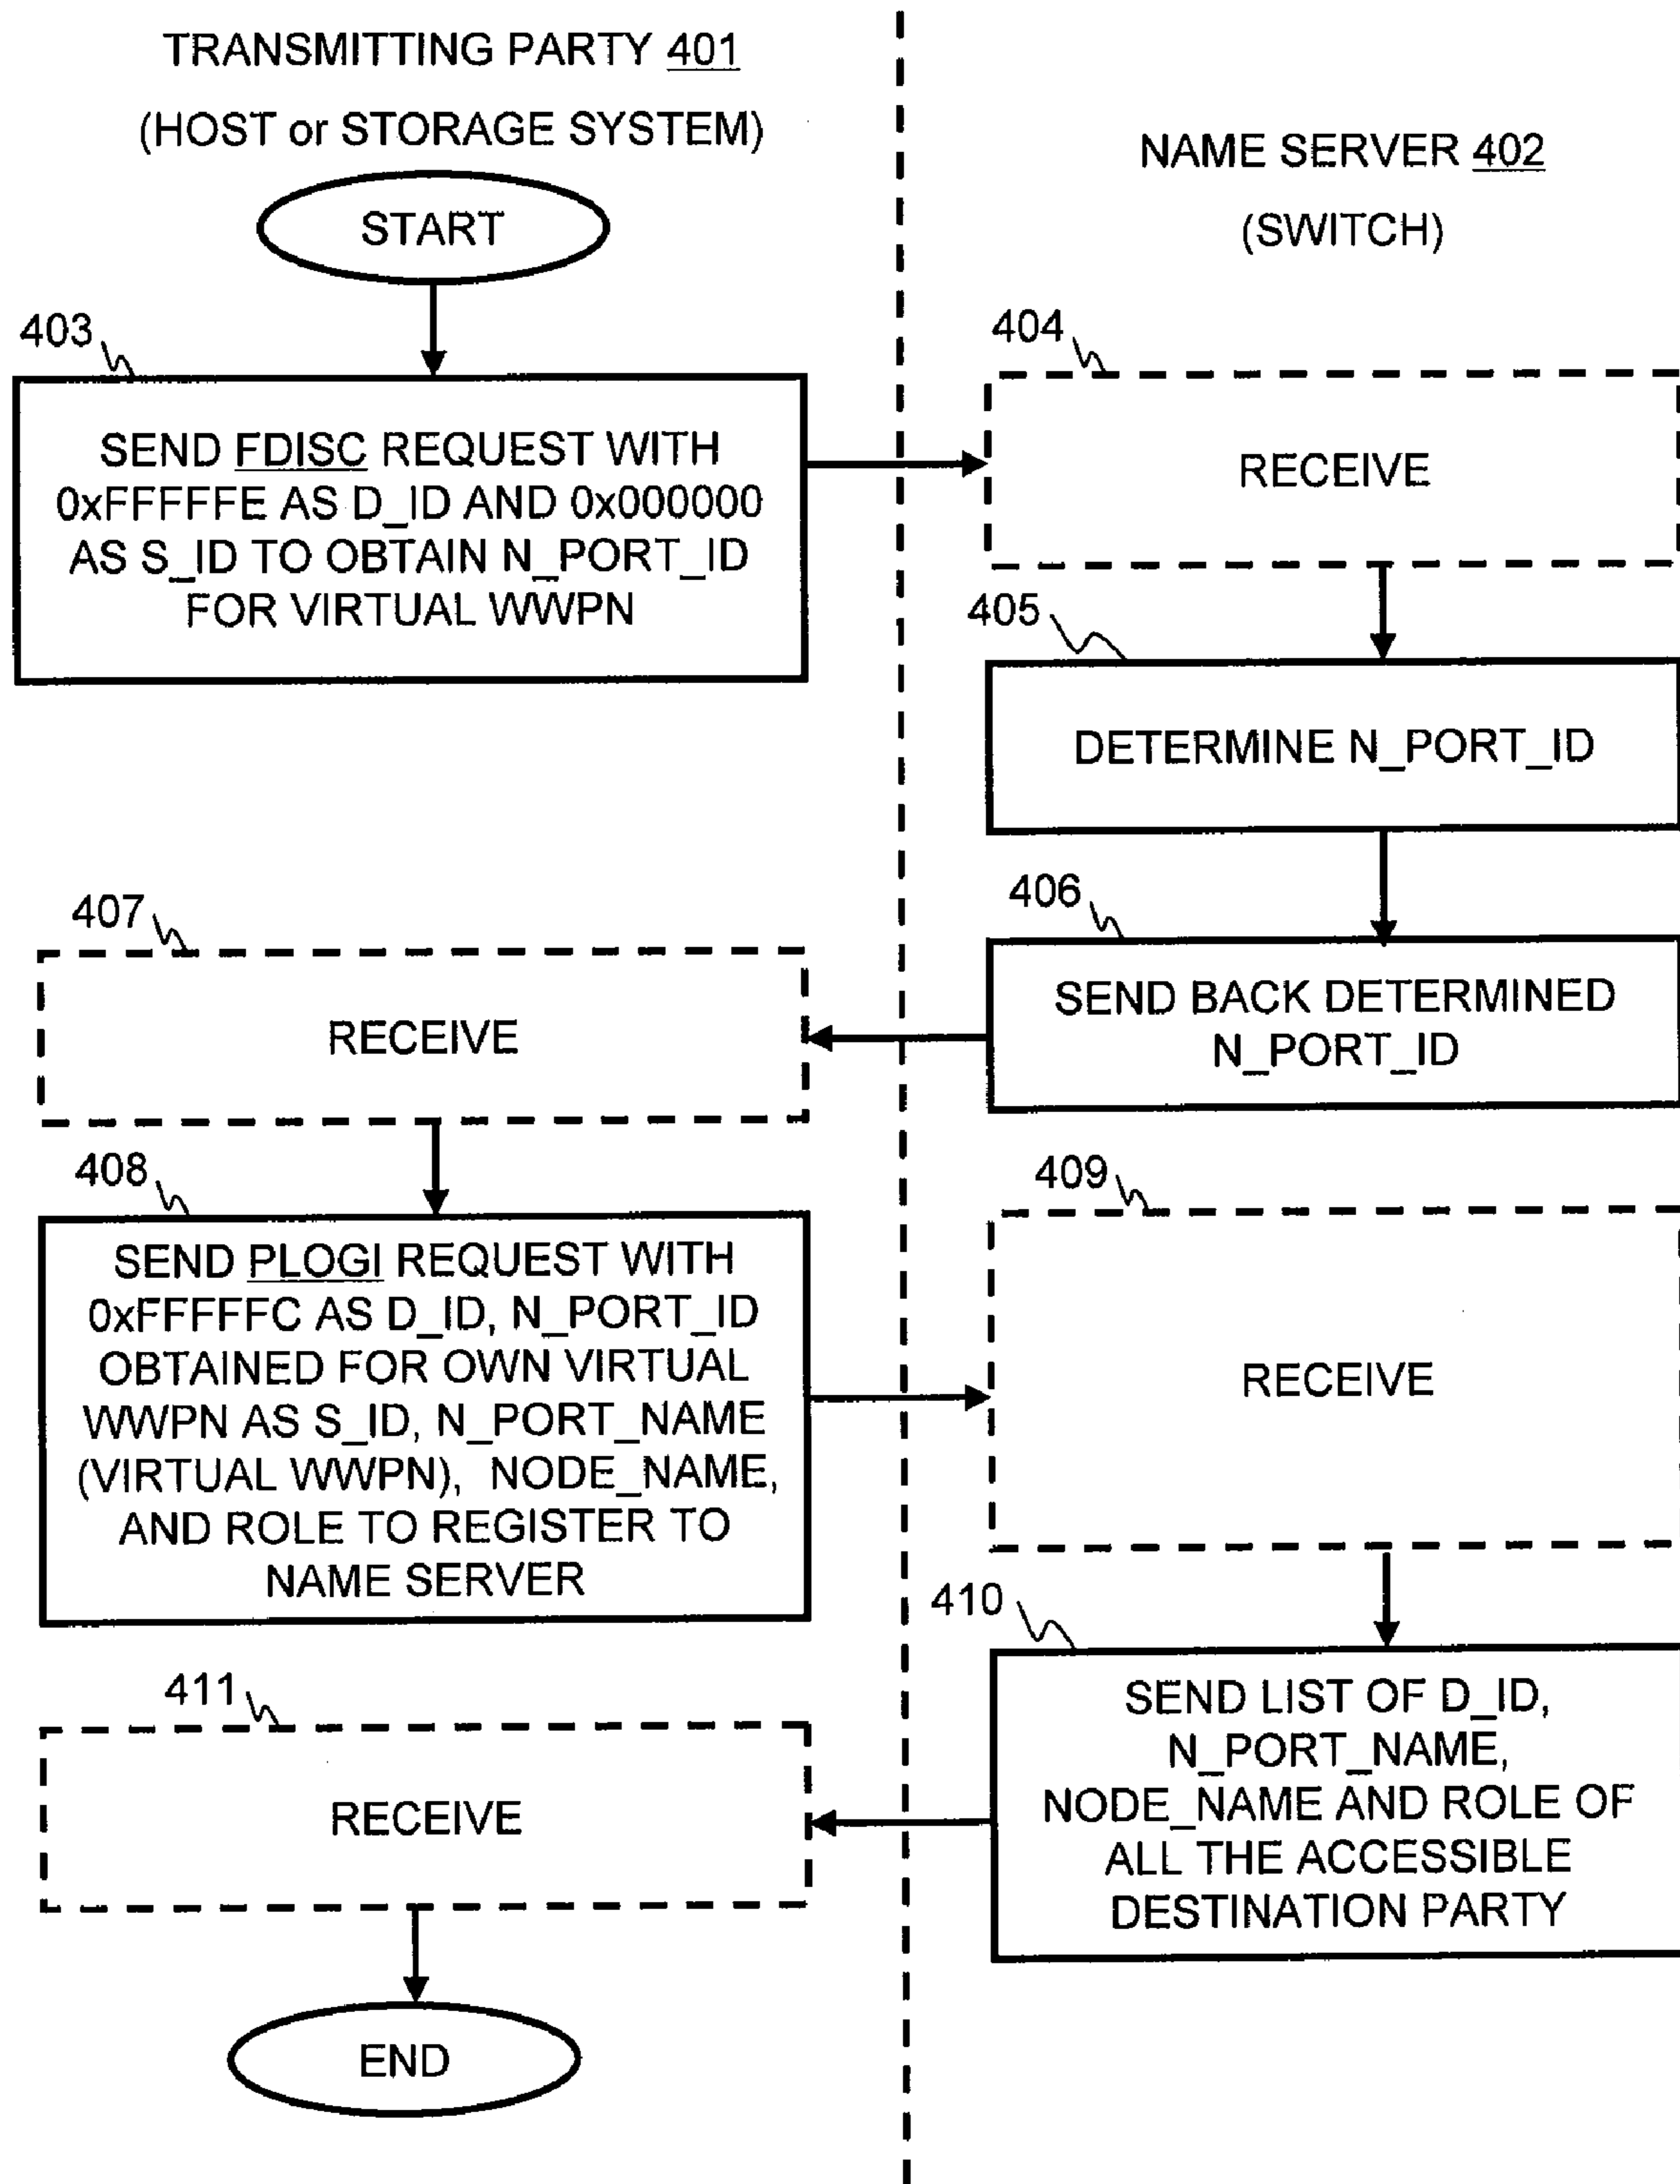 TRANSMITTING PARTY 401
(HOST or STORAGE SYSTEM)
NAME SERVER 402
(SWITCH)
START
403
SEND FDISC REQUEST WITH
0xFFFFFE AS D_ID AND 0x000000
AS S_ID TO OBTAIN N_PORT_ID
FOR VIRTUAL WWPN
404
RECEIVE
405
DETERMINE N_PORT_ID
406
SEND BACK DETERMINED
N_PORT_ID
407
RECEIVE
408
SEND PLOGI REQUEST WITH
0xFFFFFC AS D_ID, N_PORT_ID
OBTAINED FOR OWN VIRTUAL
WWPN AS S_ID, N_PORT_NAME
(VIRTUAL WWPN), NODE_NAME,
AND ROLE TO REGISTER TO
NAME SERVER
409
RECEIVE
410
SEND LIST OF D_ID,
N_PORT_NAME,
NODE_NAME AND ROLE OF
ALL THE ACCESSIBLE
DESTINATION PARTY
411
RECEIVE
END